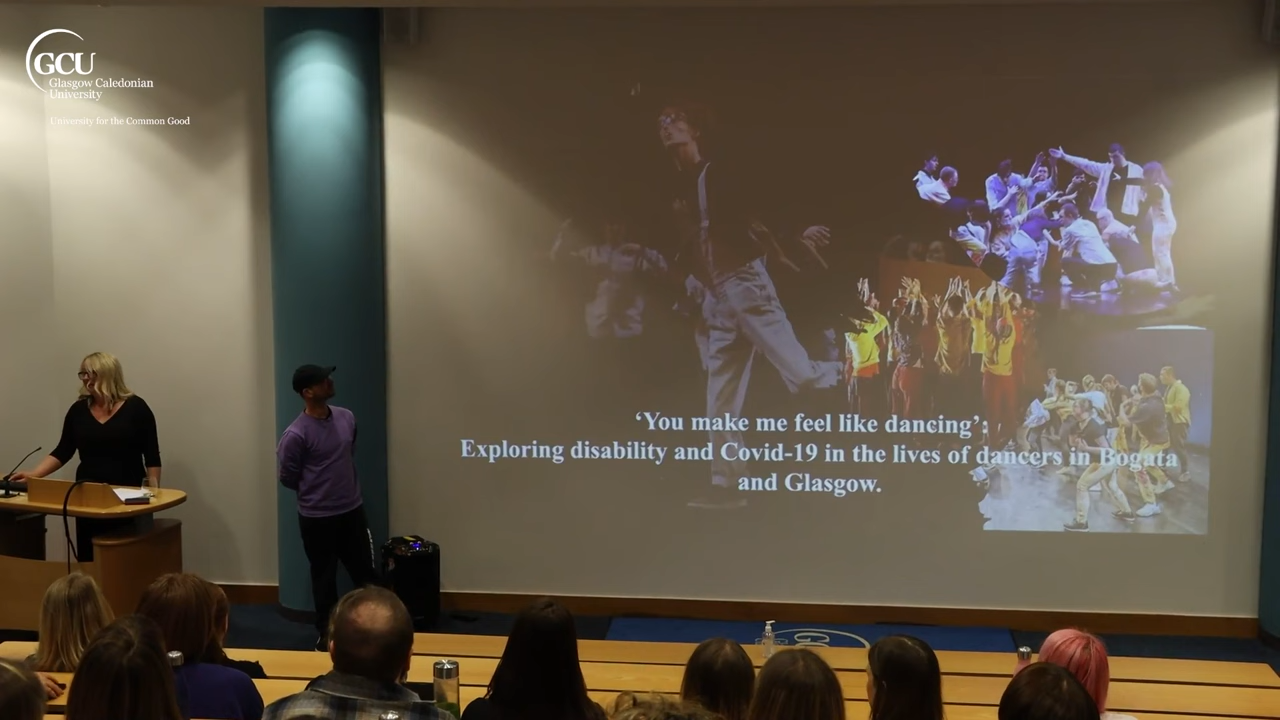 GCU
Glasgow Caledonian
University
University for the Common Good
‘You make me feel like dancing’:
Exploring disability and Covid-19 in the lives of dancers in Bogata
and Glasgow.